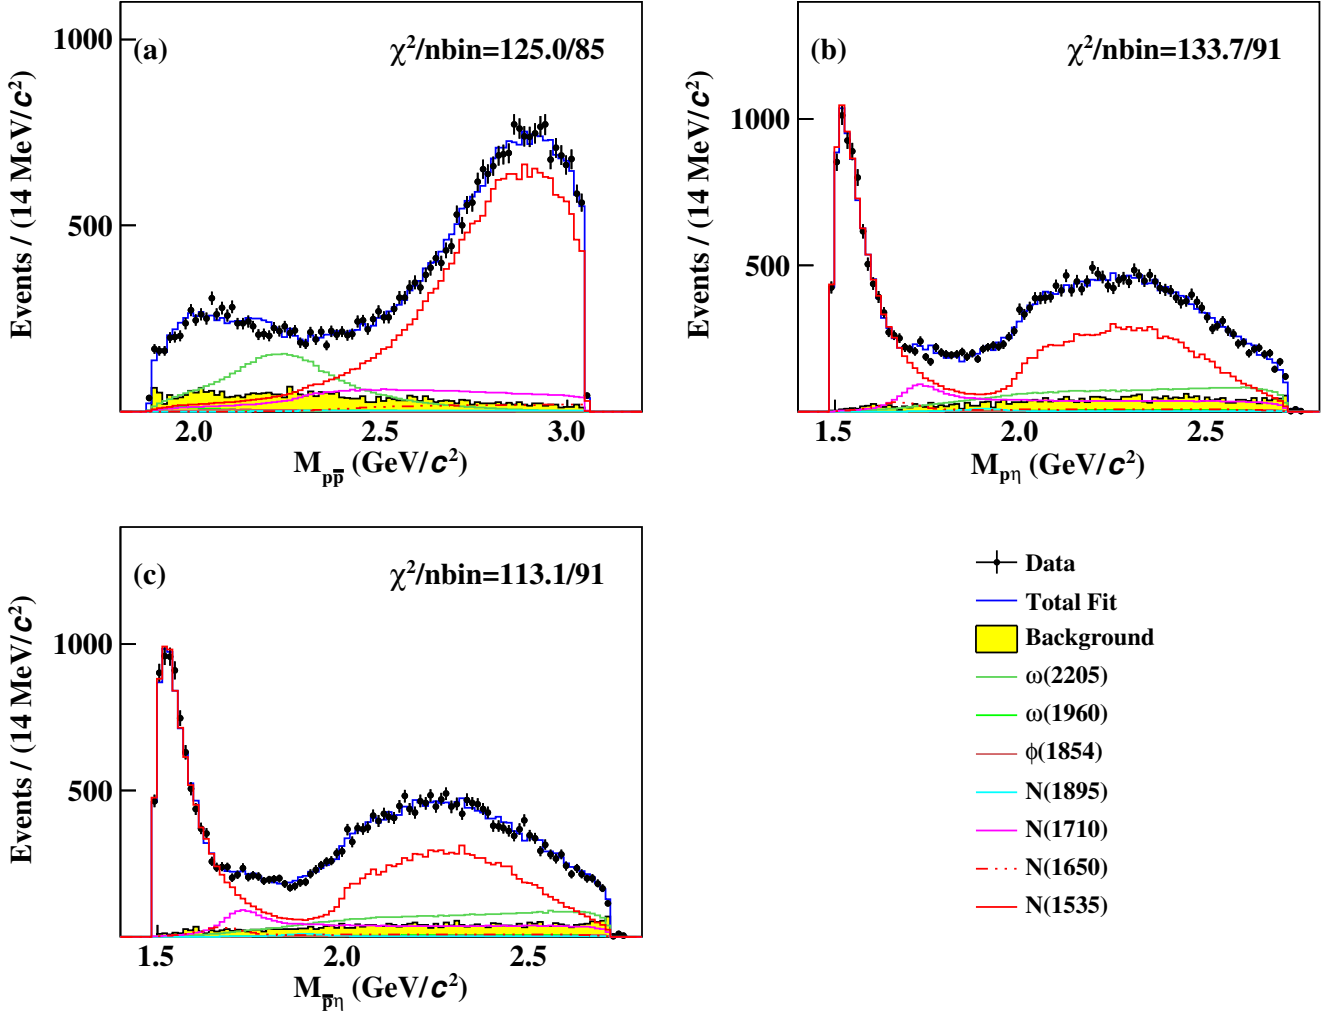 (a)
χ²/nbin=125.0/85
Events / (14 MeV/c²)
1000
500
2.0 2.5 3.0
M_pp̅ (GeV/c²)
(b)
χ²/nbin=133.7/91
Events / (14 MeV/c²)
1000
500
1.5 2.0 2.5
M_pη (GeV/c²)
(c)
χ²/nbin=113.1/91
Events / (14 MeV/c²)
1000
500
1.5 2.0 2.5
M_p̅η (GeV/c²)
Data
Total Fit
Background
ω(2205)
ω(1960)
ϕ(1854)
N(1895)
N(1710)
N(1650)
N(1535)